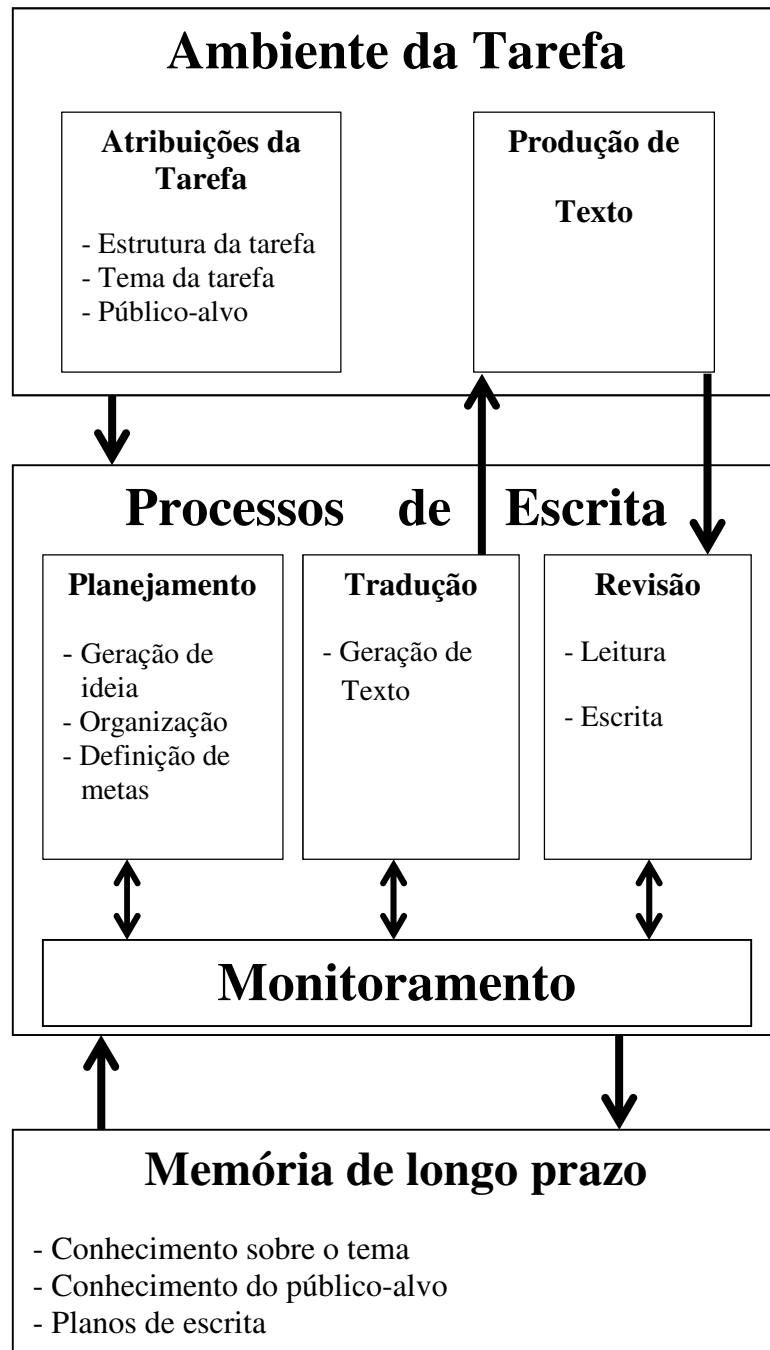 Ambiente da Tarefa
Atribuições da
Tarefa
- Estrutura da tarefa
- Tema da tarefa
- Público-alvo
Produção de
Texto
Processos de Escrita
Planejamento
- Geração de
ideia
- Organização
- Definição de
metas
Tradução
- Geração de
Texto
Revisão
- Leitura
- Escrita
Monitoramento
Memória de longo prazo
- Conhecimento sobre o tema
- Conhecimento do público-alvo
- Planos de escrita